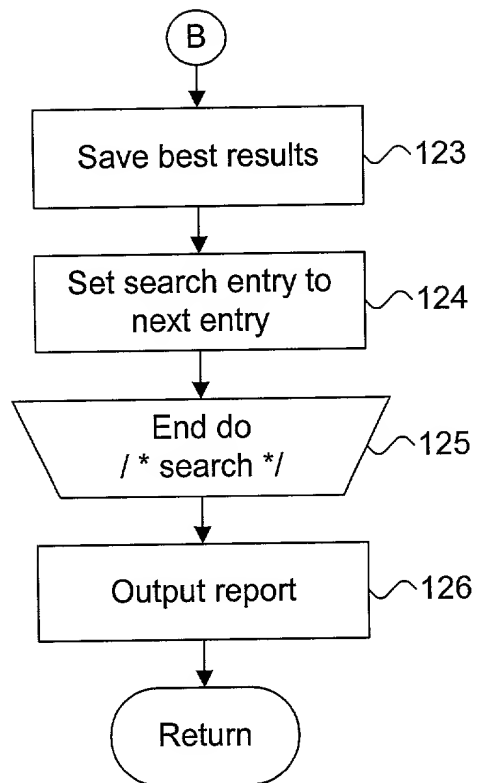 B
Save best results
123
Set search entry to
next entry
124
End do
/ * search */
125
Output report
126
Return